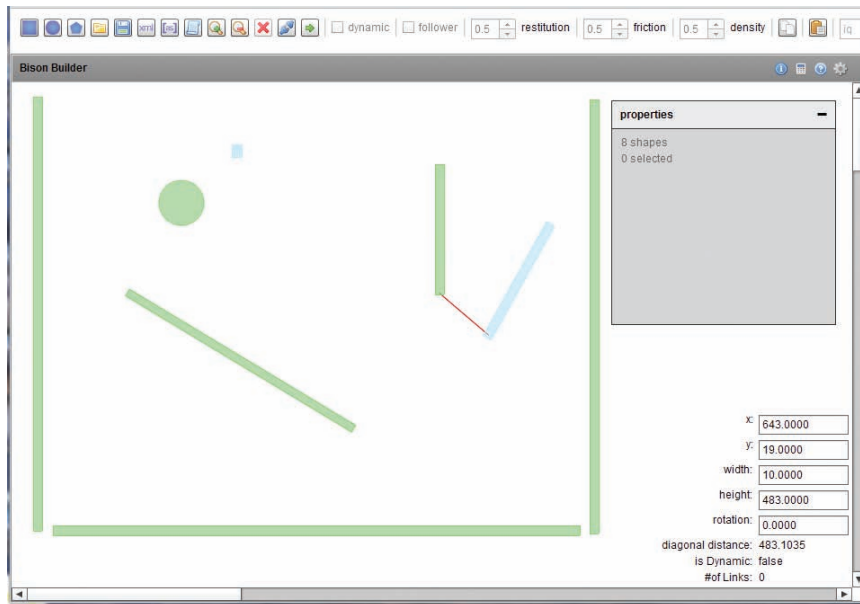 xml
dynamic follower 0.5 restitution 0.5 friction 0.5 density iq
Bison Builder
properties
8 shapes
0 selected
x: 643.0000
y: 19.0000
width: 10.0000
height: 483.0000
rotation: 0.0000
diagonal distance: 483.1035
is Dynamic: false
#of Links: 0